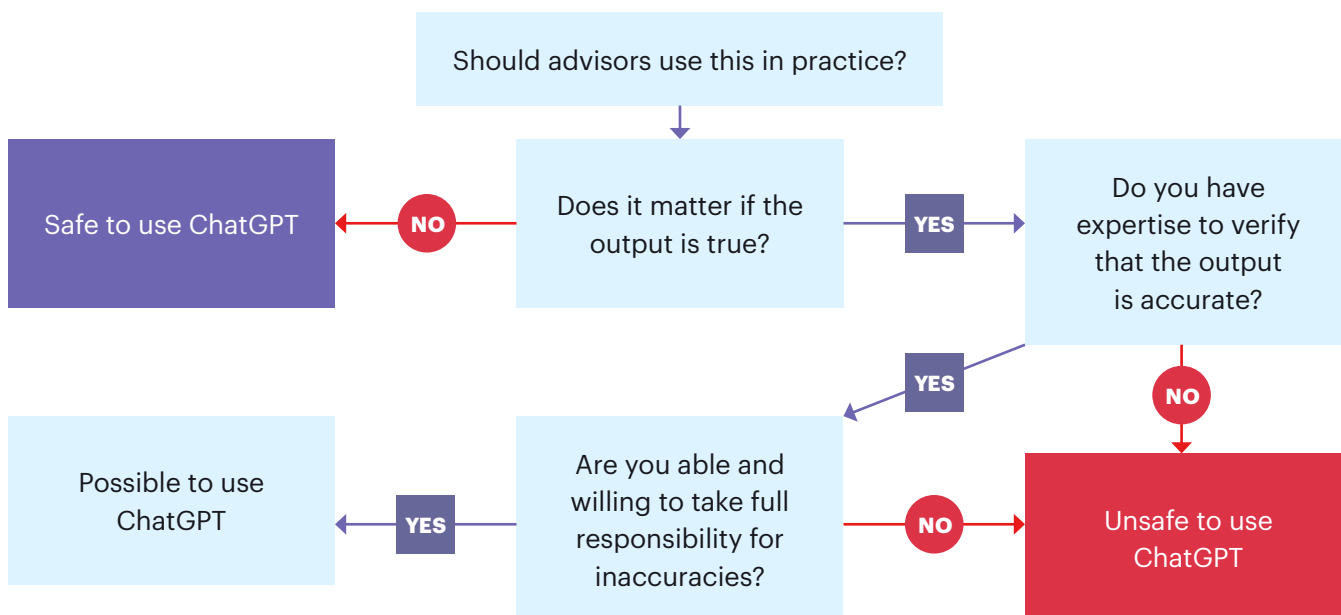 Should advisors use this in practice?
Safe to use ChatGPT
NO
Does it matter if the
output is true?
YES
Do you have
expertise to verify
that the output
is accurate?
YES
NO
Possible to use
ChatGPT
YES
Are you able and
willing to take full
responsibility for
inaccuracies?
NO
Unsafe to use
ChatGPT